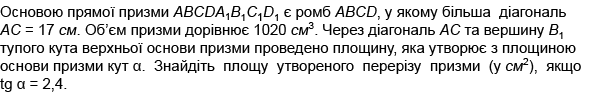 Основою прямої призми ABCDA₁B₁C₁D₁ є ромб ABCD, у якому більша діагональ
AC = 17 см. Об’єм призми дорівнює 1020 см³. Через діагональ AC та вершину B₁
тупого кута верхньої основи призми проведено площину, яка утворює з площиною
основи призми кут α. Знайдіть площу утвореного перерізу призми (у см²), якщо
tg α = 2,4.